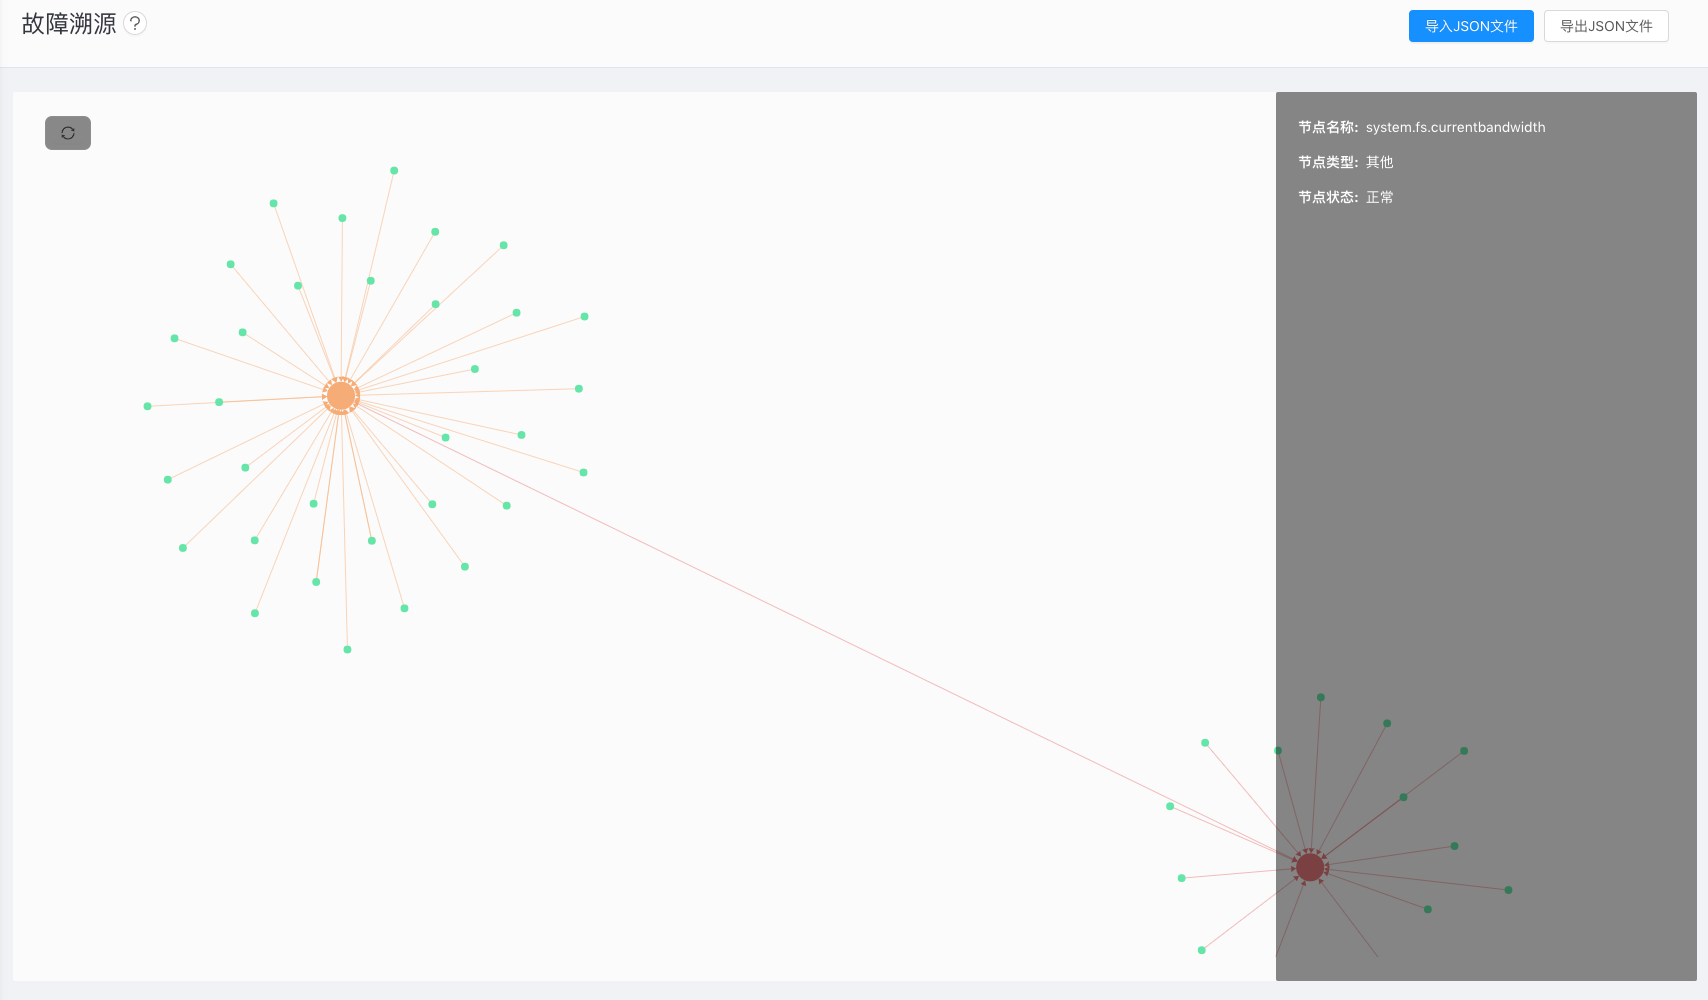 故障溯源 ?
导入JSON文件 导出JSON文件
节点名称: system.fs.currentbandwidth
节点类型: 其他
节点状态: 正常